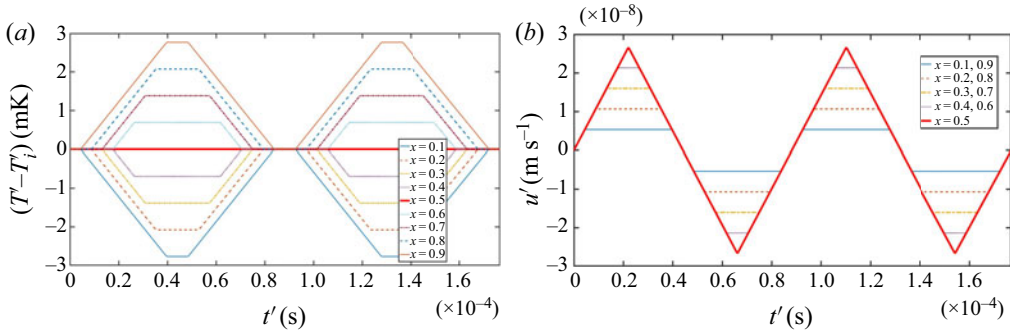 (a)
(T′–T′i) (mK)
3
2
1
0
−1
−2
−3
0
0.2
0.4
0.6
0.8
1.0
1.2
1.4
1.6
(×10–4)
t′ (s)
x = 0.1
x = 0.2
x = 0.3
x = 0.4
x = 0.5
x = 0.6
x = 0.7
x = 0.8
x = 0.9
(b)
(×10–8)
u′ (m s–1)
3
2
1
0
−1
−2
−3
0
0.2
0.4
0.6
0.8
1.0
1.2
0.4
1.6
(×10–4)
t′ (s)
x = 0.1, 0.9
x = 0.2, 0.8
x = 0.3, 0.7
x = 0.4, 0.6
x = 0.5